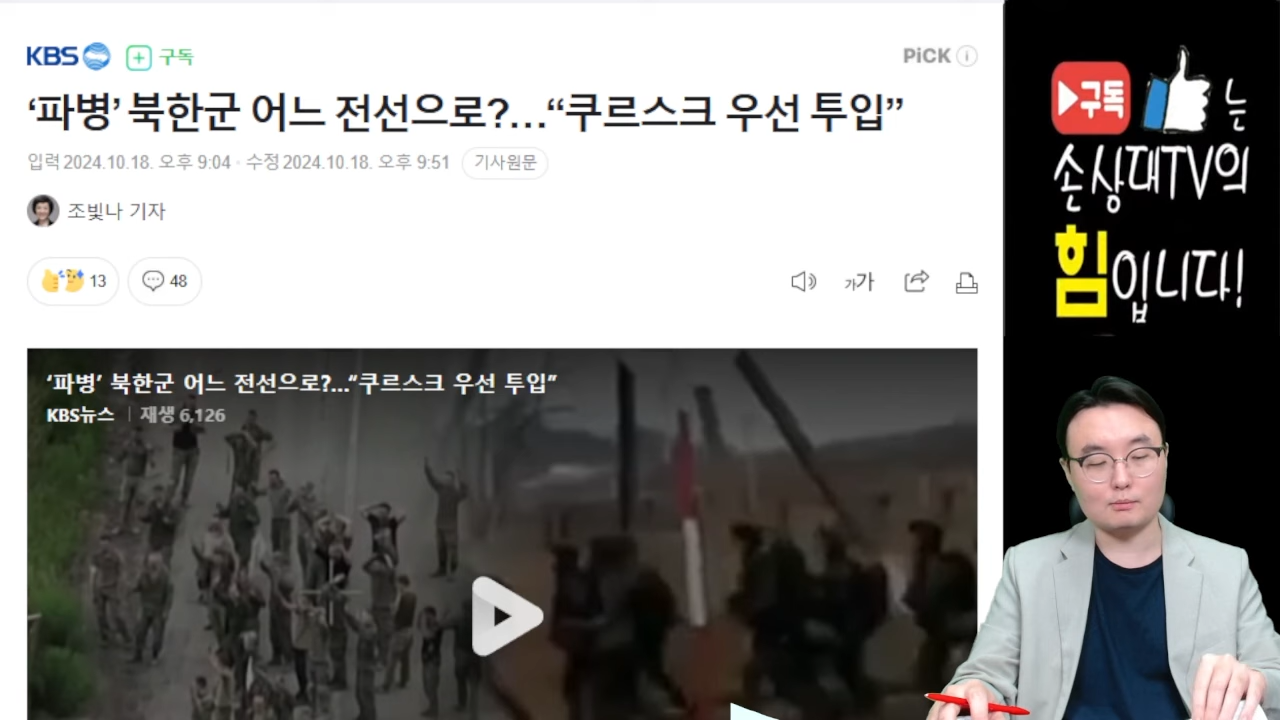 KBS 구독
PiCK
‘파병’ 북한군 어느 전선으로?…“쿠르스크 우선 투입”
입력 2024.10.18. 오후 9:04 · 수정 2024.10.18. 오후 9:51 기사원문
조빛나 기자
13 48
가가
‘파병’ 북한군 어느 전선으로?…“쿠르스크 우선 투입”
KBS뉴스 | 재생 6,126
구독 는
손상대TV의
힘입니다!